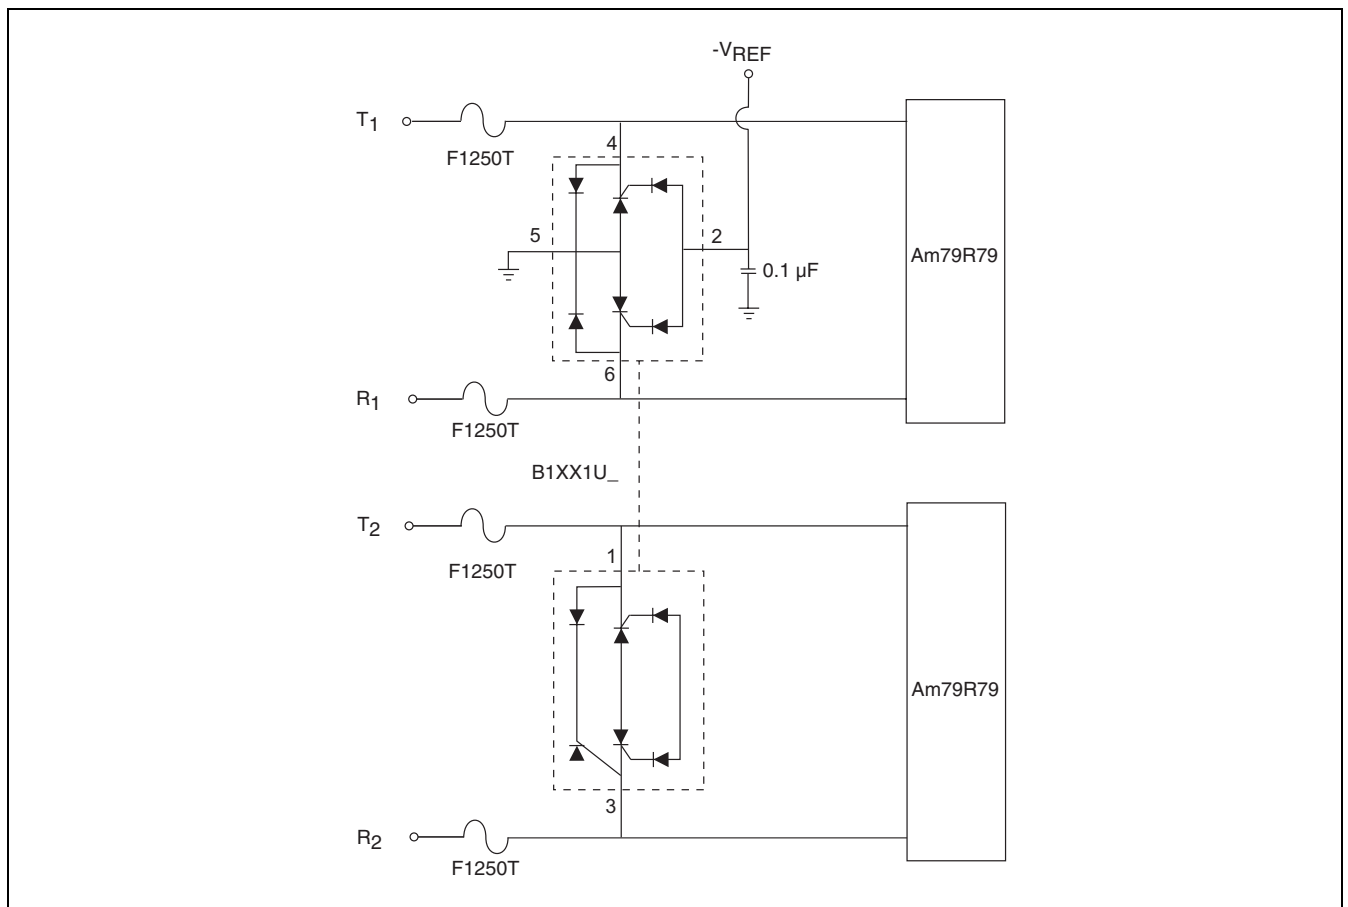 -VREF
T1
F1250T
4
5
2
0.1 µF
Am79R79
6
R1
F1250T
B1XX1U_
T2
F1250T
1
Am79R79
3
R2
F1250T